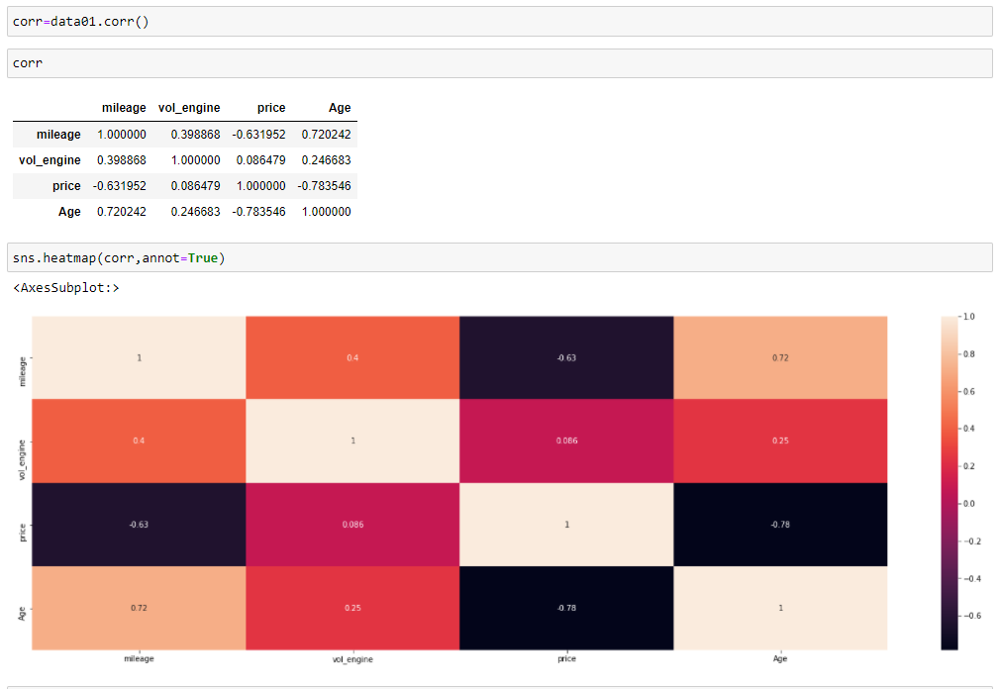 corr=data01.corr()
corr
mileage vol_engine price Age
mileage 1.000000 0.398868 -0.631952 0.720242
vol_engine 0.398868 1.000000 0.086479 0.246683
price -0.631952 0.086479 1.000000 -0.783546
Age 0.720242 0.246683 -0.783546 1.000000
sns.heatmap(corr,annot=True)
<AxesSubplot:>
mileage 1 0.4 -0.63 0.72
vol_engine 0.4 1 0.086 0.25
price -0.63 0.086 1 -0.78
Age 0.72 0.25 -0.78 1
mileage vol_engine price Age
1.0
0.8
0.6
0.4
0.2
0.0
−0.2
−0.4
−0.6